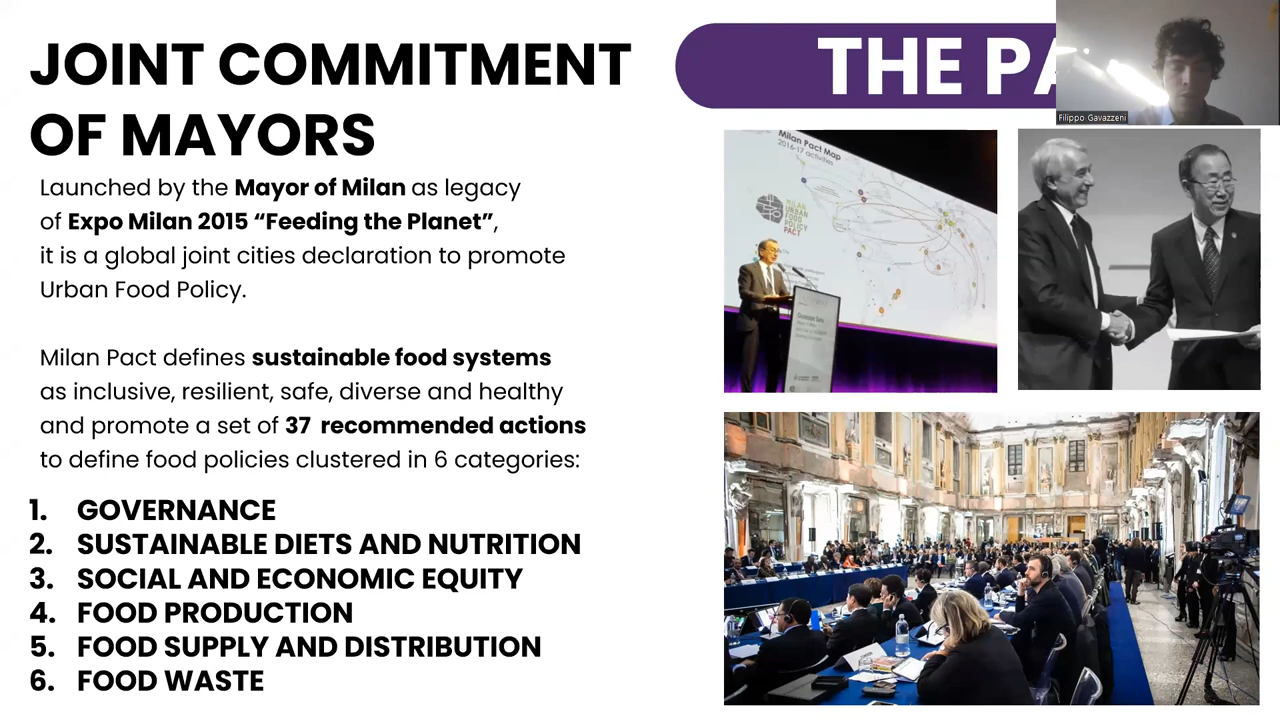 JOINT COMMITMENT
OF MAYORS
Launched by the Mayor of Milan as legacy
of Expo Milan 2015 “Feeding the Planet”,
it is a global joint cities declaration to promote
Urban Food Policy.
Milan Pact defines sustainable food systems
as inclusive, resilient, safe, diverse and healthy
and promote a set of 37 recommended actions
to define food policies clustered in 6 categories:
1. GOVERNANCE
2. SUSTAINABLE DIETS AND NUTRITION
3. SOCIAL AND ECONOMIC EQUITY
4. FOOD PRODUCTION
5. FOOD SUPPLY AND DISTRIBUTION
6. FOOD WASTE
THE PA
Filippo Gavazzeni
Milan Pact Map
2016-17 activities
MILAN
URBAN
FOOD
POLICY
PACT